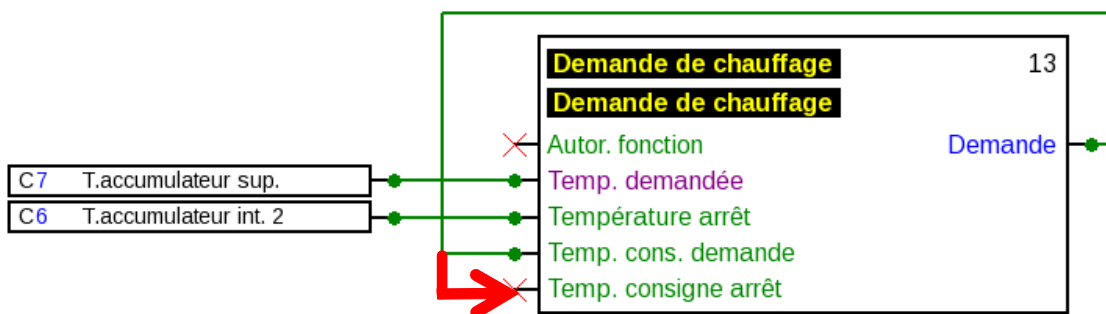 Demande de chauffage 13
Demande de chauffage
Autor. fonction Demande
C7 T.accumulateur sup. Temp. demandée
C6 T.accumulateur int. 2 Température arrêt
Temp. cons. demande
Temp. consigne arrêt